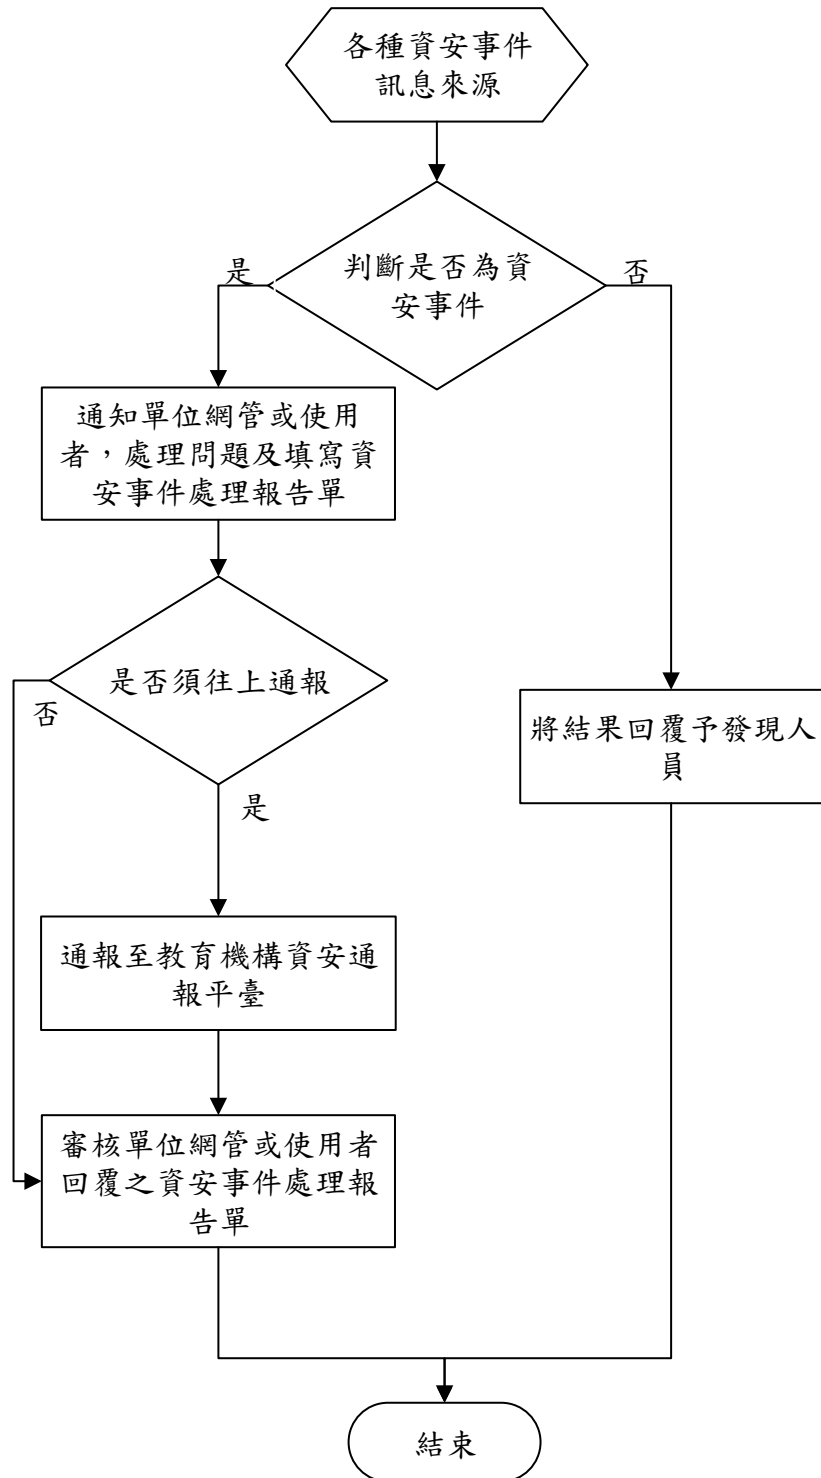 各種資安事件
訊息來源
判斷是否為資
安事件
是
否
通知單位網管或使用
者，處理問題及填寫資
安事件處理報告單
是否須往上通報
否
是
將結果回覆予發現人
員
通報至教育機構資安通
報平臺
審核單位網管或使用者
回覆之資安事件處理報
告單
結束